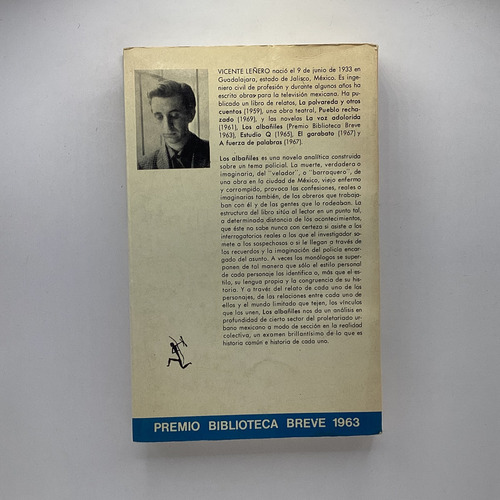 VICENTE LEÑERO nació el 9 de junio de 1933 en
Guadalajara, estado de Jalisco, México. Es inge-
niero civil de profesión y durante algunos años ha
escrito obras para la televisión mexicana. Ha pu-
blicado un libro de relatos, La polvareda y otros
cuentos (1959), una obra teatral, Pueblo recha-
zado (1969), y las novelas La voz adolorida
(1961), Los albañiles (Premio Biblioteca Breve
1963), Estudio Q (1965), El garabato (1967) y
A fuerza de palabras (1967).
Los albañiles es una novela analítica construida
sobre un tema policial. La muerte, verdadera o
imaginaria, del "velador", o "barraquero", de
una obra en la ciudad de México, viejo enfermo
y corrompido, provoca las confesiones, reales o
imaginarias también, de los obreros que trabaja-
ban con él y de las gentes que lo rodeaban. La
estructura del libro sitúa al lector en un punto tal,
a determinada distancia de los acontecimientos,
que éste no sabe nunca con certeza si asiste a los
interrogatorios reales a los que el investigador so-
mete a los sospechosos o si le llegan a través de
los recuerdos y la imaginación del policía encar-
gado del asunto. A veces los monólogos se super-
ponen de tal manera que sólo el estilo personal
de cada personaje los identifica o, más que el es-
tilo, su lengua propia y la congruencia de su his-
toria. Y a través del relato de cada uno de los
personajes, de las relaciones entre cada uno de
ellos y el mundo limitado que tejen, los vínculos
que los unen, Los albañiles nos da un análisis en
profundidad de cierto sector del proletariado ur-
bano mexicano a modo de sección en la realidad
colectiva, un examen brillantísimo de lo que es
historia común e historia de cada uno.
PREMIO BIBLIOTECA BREVE 1963